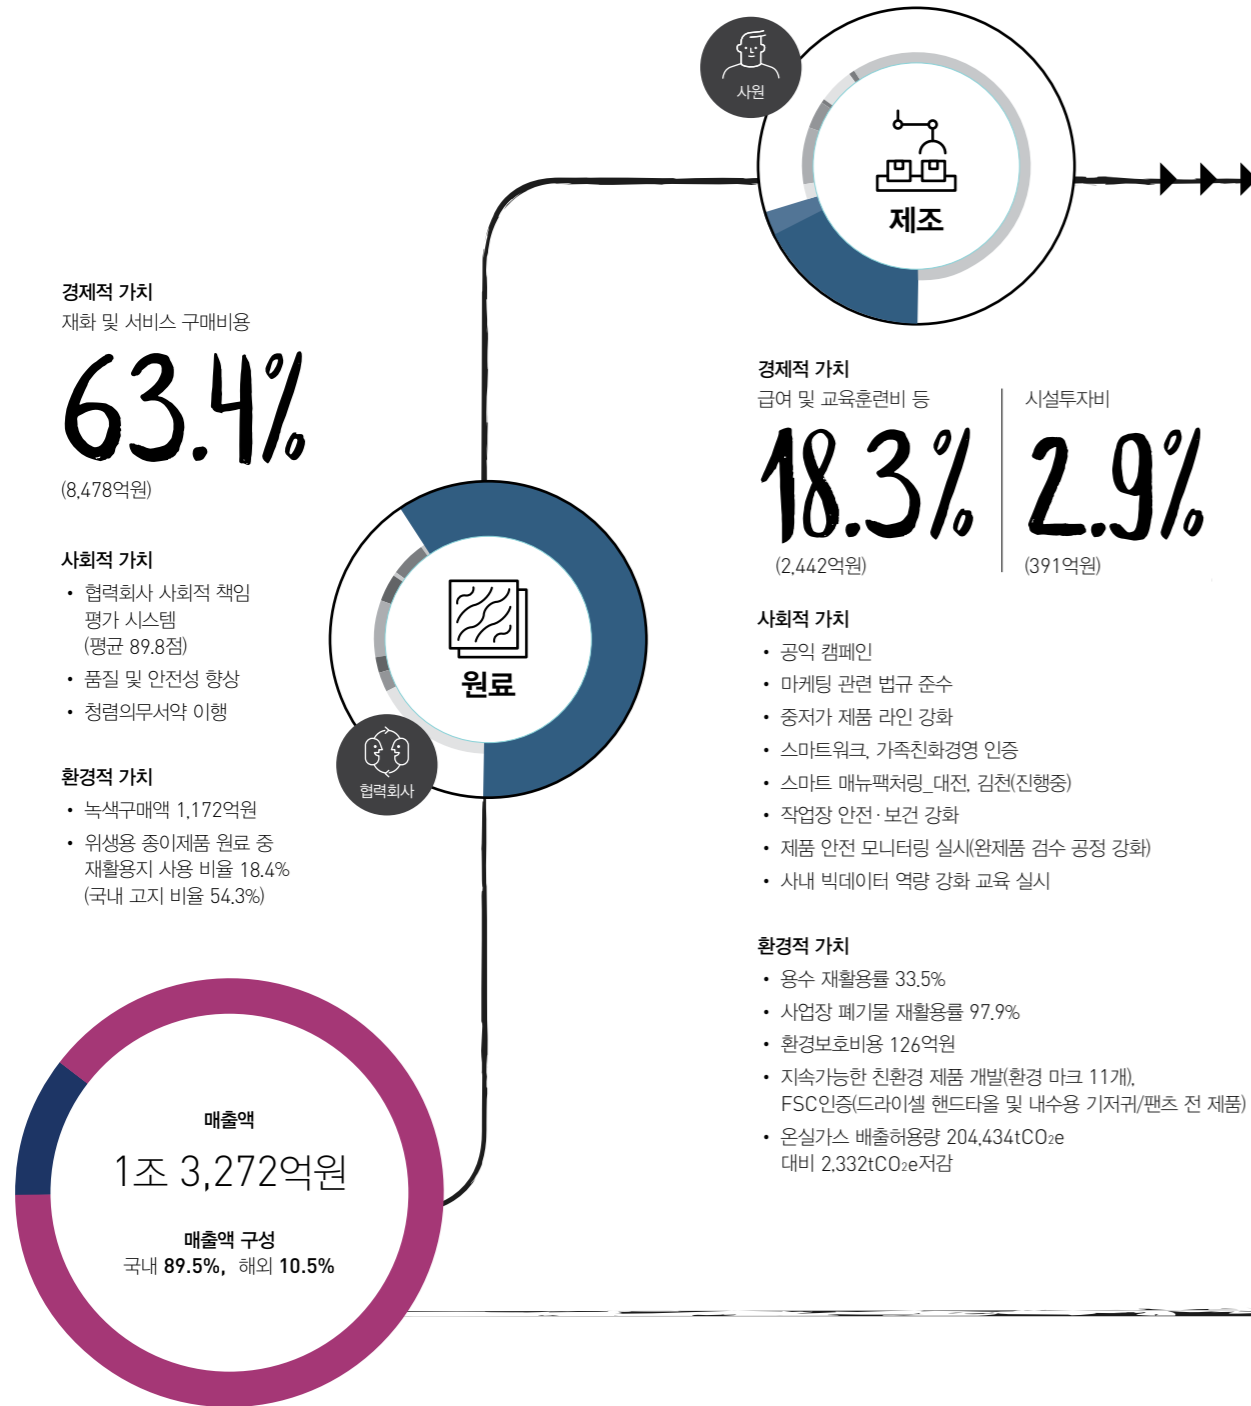 사원
제조
경제적 가치
재화 및 서비스 구매비용
63.4%
(8,478억원)
사회적 가치
• 협력회사 사회적 책임
평가 시스템
(평균 89.8점)
• 품질 및 안전성 향상
• 청렴의무서약 이행
환경적 가치
• 녹색구매액 1,172억원
• 위생용 종이제품 원료 중
재활용지 사용 비율 18.4%
(국내 고지 비율 54.3%)
원료
협력회사
경제적 가치
급여 및 교육훈련비 등
18.3%
(2,442억원)
시설투자비
2.9%
(391억원)
사회적 가치
• 공익 캠페인
• 마케팅 관련 법규 준수
• 중저가 제품 라인 강화
• 스마트워크, 가족친화경영 인증
• 스마트 매뉴팩처링_대전, 김천(진행중)
• 작업장 안전·보건 강화
• 제품 안전 모니터링 실시(완제품 검수 공정 강화)
• 사내 빅데이터 역량 강화 교육 실시
환경적 가치
• 용수 재활용률 33.5%
• 사업장 폐기물 재활용률 97.9%
• 환경보호비용 126억원
• 지속가능한 친환경 제품 개발(환경 마크 11개),
FSC인증(드라이셀 핸드타올 및 내수용 기저귀/팬츠 전 제품)
• 온실가스 배출허용량 204,434tCO₂e
대비 2,332tCO₂e저감
매출액
1조 3,272억원
매출액 구성
국내 89.5%, 해외 10.5%